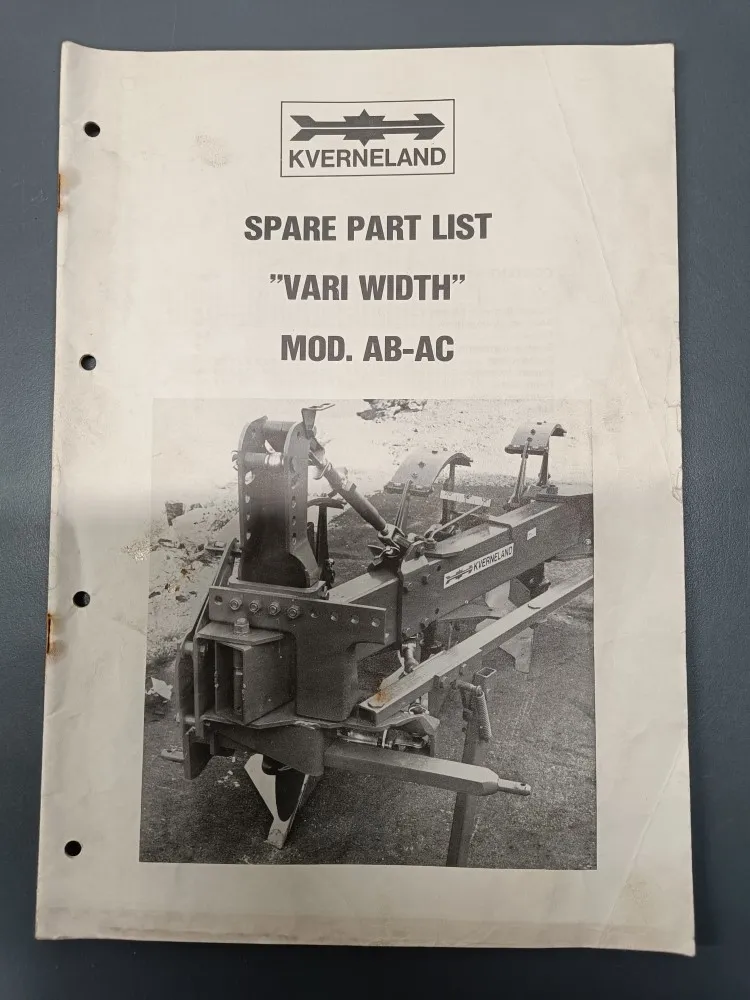 KVERNELAND
SPARE PART LIST
"VARI WIDTH"
MOD. AB-AC
KVERNELAND